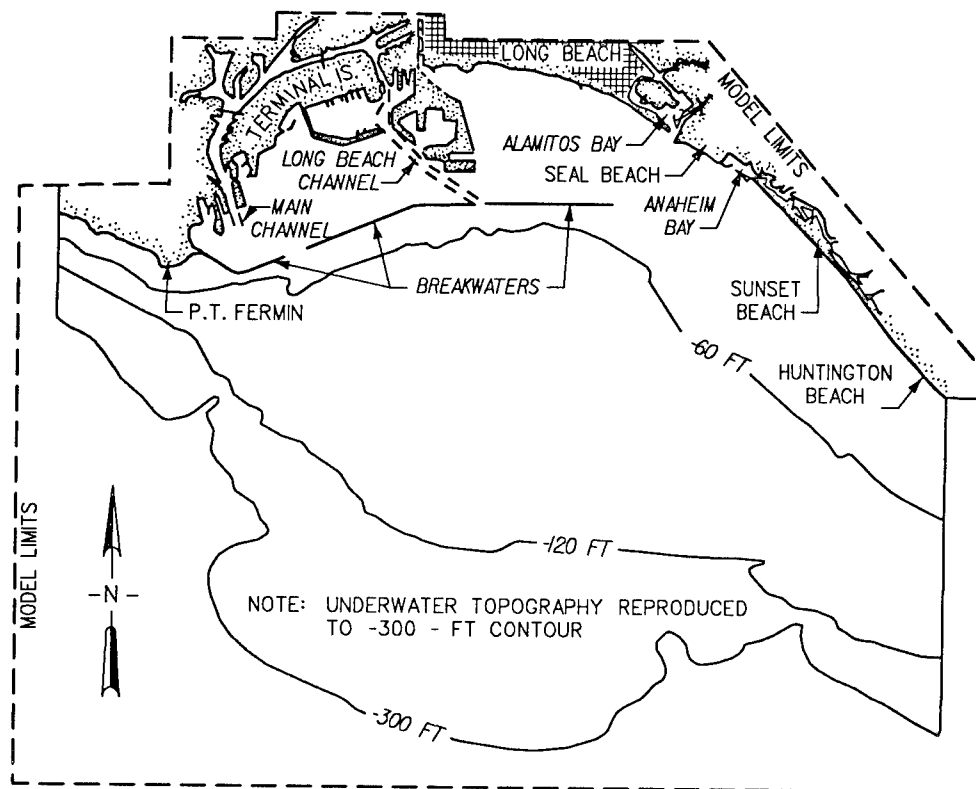 LONG BEACH
TERMINAL IS
MODEL LIMITS
LONG BEACH
CHANNEL
ALAMITOS BAY
SEAL BEACH
MAIN
CHANNEL
ANAHEIM
BAY
BREAKWATERS
P.T. FERMIN
SUNSET
BEACH
-60 FT
HUNTINGTON
BEACH
MODEL LIMITS
-120 FT
-N-
NOTE: UNDERWATER TOPOGRAPHY REPRODUCED
TO -300 - FT CONTOUR
-300 FT